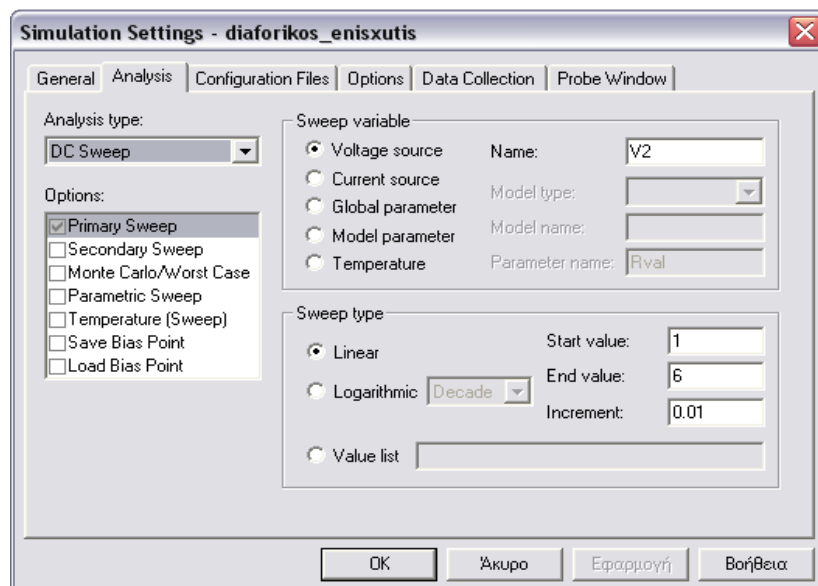 Simulation Settings - diaforikos_enisxutis
General Analysis Configuration Files Options Data Collection Probe Window
Analysis type:
DC Sweep
Options:
Primary Sweep
Secondary Sweep
Monte Carlo/Worst Case
Parametric Sweep
Temperature (Sweep)
Save Bias Point
Load Bias Point
Sweep variable
Voltage source Name: V2
Current source Model type:
Global parameter
Model parameter Model name:
Temperature Parameter name: Rval
Sweep type
Linear Start value: 1
Logarithmic Decade End value: 6
Increment: 0.01
Value list
OK Άκυρο Εφαρμογή Βοήθεια